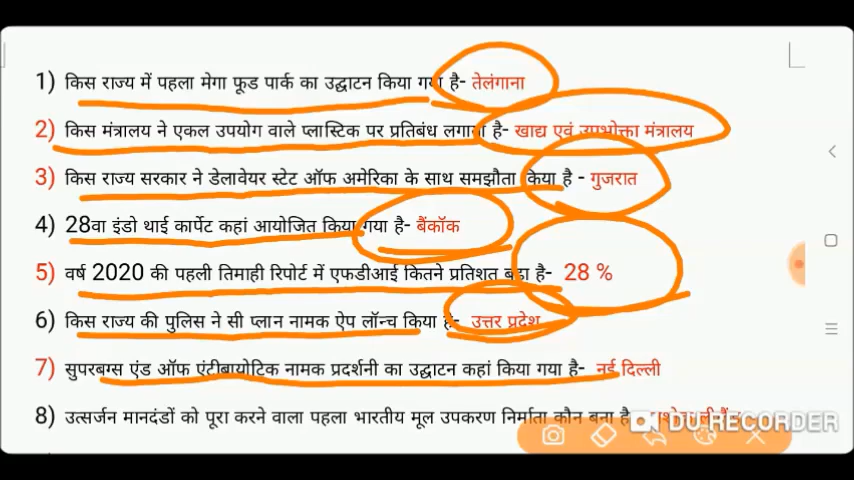 1) किस राज्य में पहला मेगा फूड पार्क का उद्घाटन किया गया है- तेलंगाना
2) किस मंत्रालय ने एकल उपयोग वाले प्लास्टिक पर प्रतिबंध लगाया है- खाद्य एवं उपभोक्ता मंत्रालय
3) किस राज्य सरकार ने डेलावेयर स्टेट ऑफ अमेरिका के साथ समझौता किया है - गुजरात
4) 28वा इंडो थाई कार्पेट कहां आयोजित किया गया है- बैंकॉक
5) वर्ष 2020 की पहली तिमाही रिपोर्ट में एफडीआई कितने प्रतिशत बढ़ा है- 28 %
6) किस राज्य की पुलिस ने सी प्लान नामक ऐप लॉन्च किया है- उत्तर प्रदेश
7) सुपरबग्स एंड ऑफ एंटीबायोटिक नामक प्रदर्शनी का उद्घाटन कहां किया गया है- नई दिल्ली
8) उत्सर्जन मानदंडों को पूरा करने वाला पहला भारतीय मूल उपकरण निर्माता कौन बना है
DU RECORDER